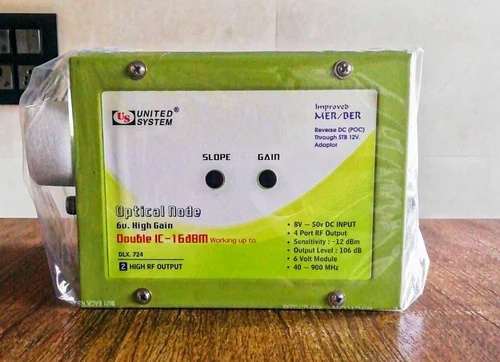 US UNITED®
SYSTEM
Improved
MER/BER
Reverse DC (POC)
Through STB 12V.
Adaptor
SLOPE GAIN
Optical Node
6v. High Gain
Double IC-16dBM Working up to
DLX. 724
2 HIGH RF OUTPUT
• 8V – 50v DC INPUT
• 4 Port RF Output
• Sensitivity : -12 dBm
• Output Level : 106 dB
• 6 Volt Module
• 40 – 900 MHz